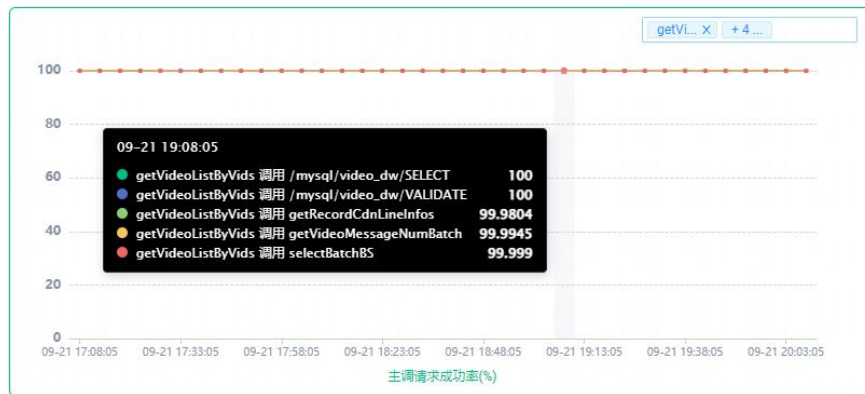 getVi... × + 4 ...
100
80
60
40
20
0
09-21 19:08:05
getVideoListByVids 调用 /mysql/video_dw/SELECT 100
getVideoListByVids 调用 /mysql/video_dw/VALIDATE 100
getVideoListByVids 调用 getRecordCdnLineInfos 99.9804
getVideoListByVids 调用 getVideoMessageNumBatch 99.9945
getVideoListByVids 调用 selectBatchBS 99.999
09-21 17:08:05 09-21 17:33:05 09-21 17:58:05 09-21 18:23:05 09-21 18:48:05 09-21 19:13:05 09-21 19:38:05 09-21 20:03:05
主调请求成功率(%)